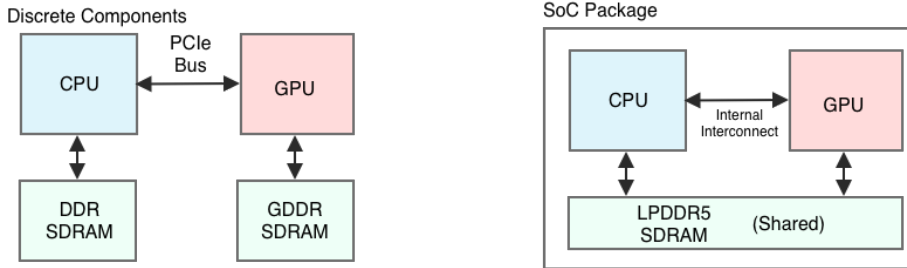 Discrete Components
PCIe
Bus
CPU
GPU
DDR
SDRAM
GDDR
SDRAM
SoC Package
CPU
GPU
Internal
Interconnect
LPDDR5
SDRAM
(Shared)